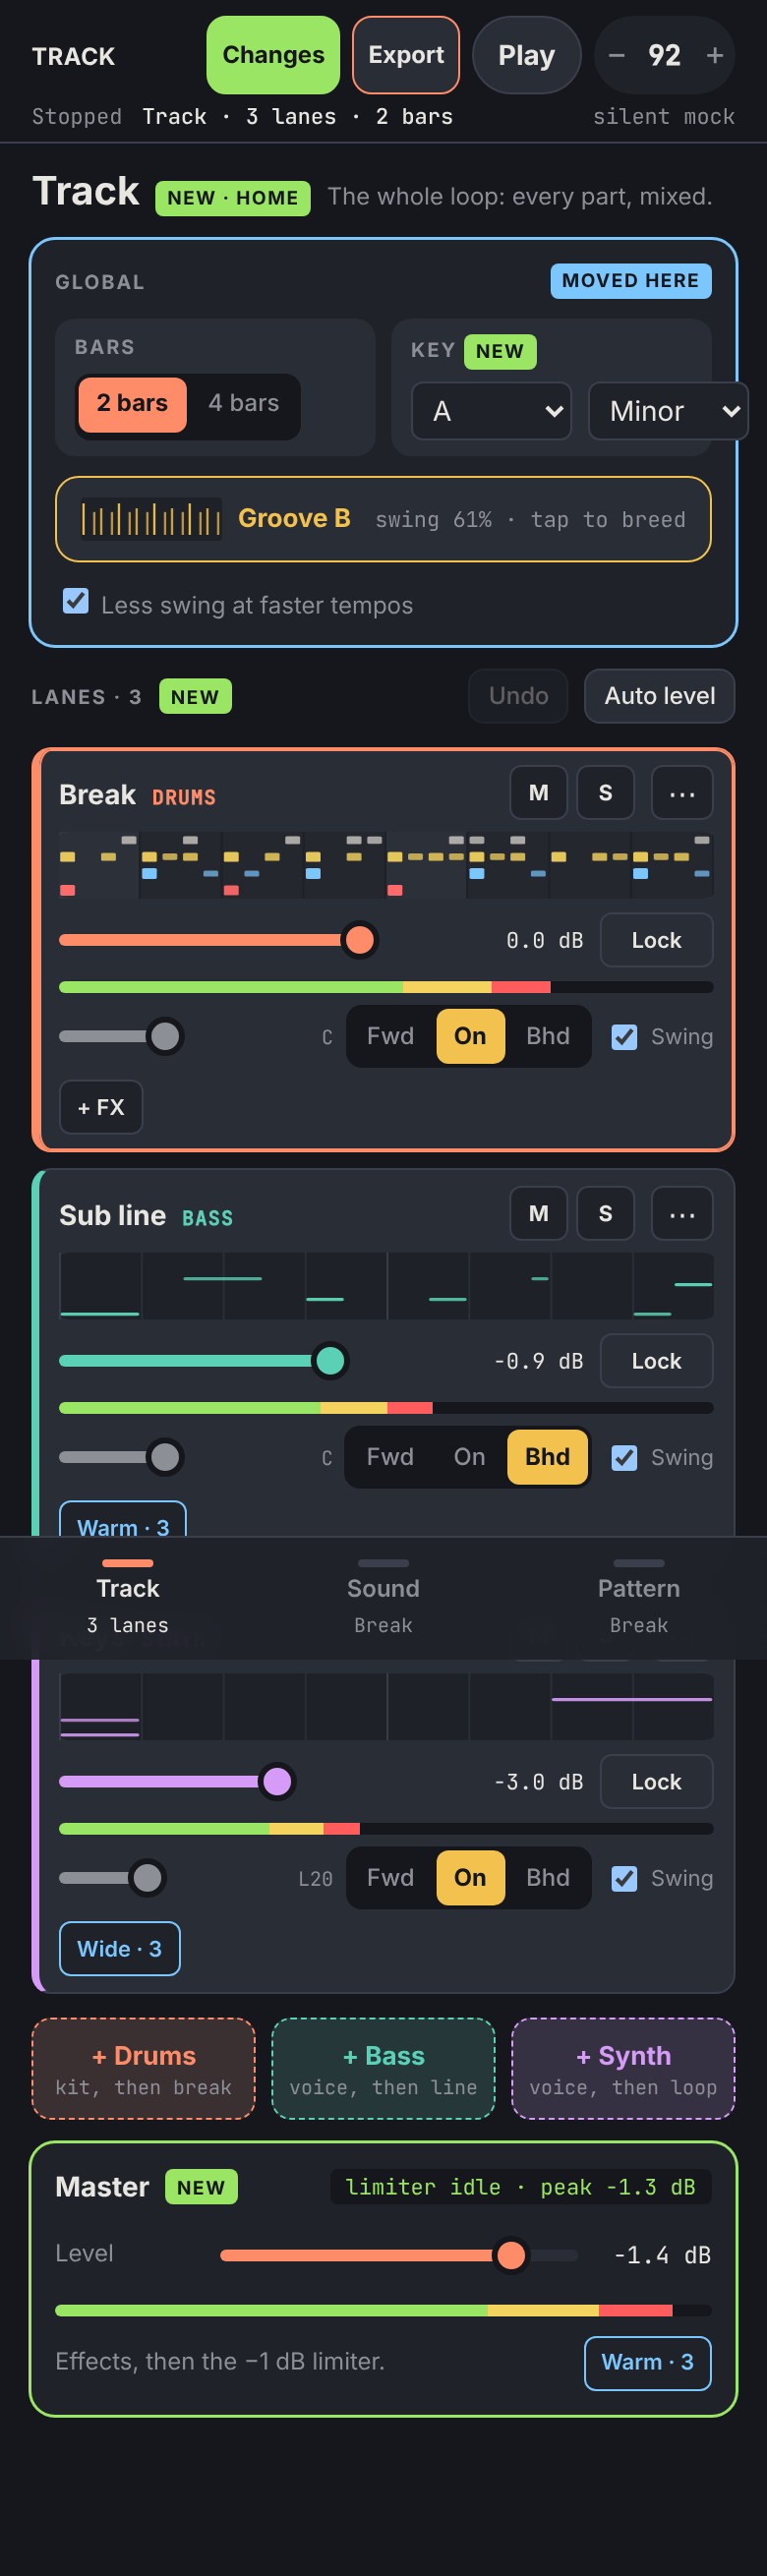 TRACK Changes Export Play − 92 +
Stopped Track · 3 lanes · 2 bars silent mock
Track NEW · HOME The whole loop: every part, mixed.
GLOBAL MOVED HERE
BARS KEY NEW
2 bars 4 bars A Minor
Groove B swing 61% · tap to breed
Less swing at faster tempos
LANES · 3 NEW Undo Auto level
Break DRUMS M S ···
0.0 dB Lock
C Fwd On Bhd Swing
+ FX
Sub line BASS M S ···
-0.9 dB Lock
C Fwd On Bhd Swing
Warm · 3
Track Sound Pattern
3 lanes Break Break
-3.0 dB Lock
L20 Fwd On Bhd Swing
Wide · 3
+ Drums + Bass + Synth
kit, then break voice, then line voice, then loop
Master NEW limiter idle · peak -1.3 dB
Level -1.4 dB
Effects, then the −1 dB limiter. Warm · 3